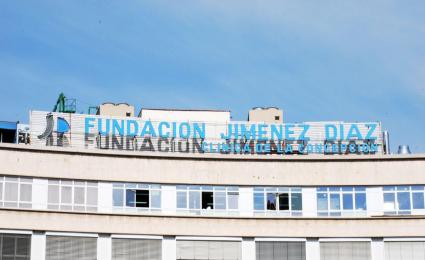 FUNDACION JIMENEZ DIAZ
CLINICA DE LA CONCEPCION